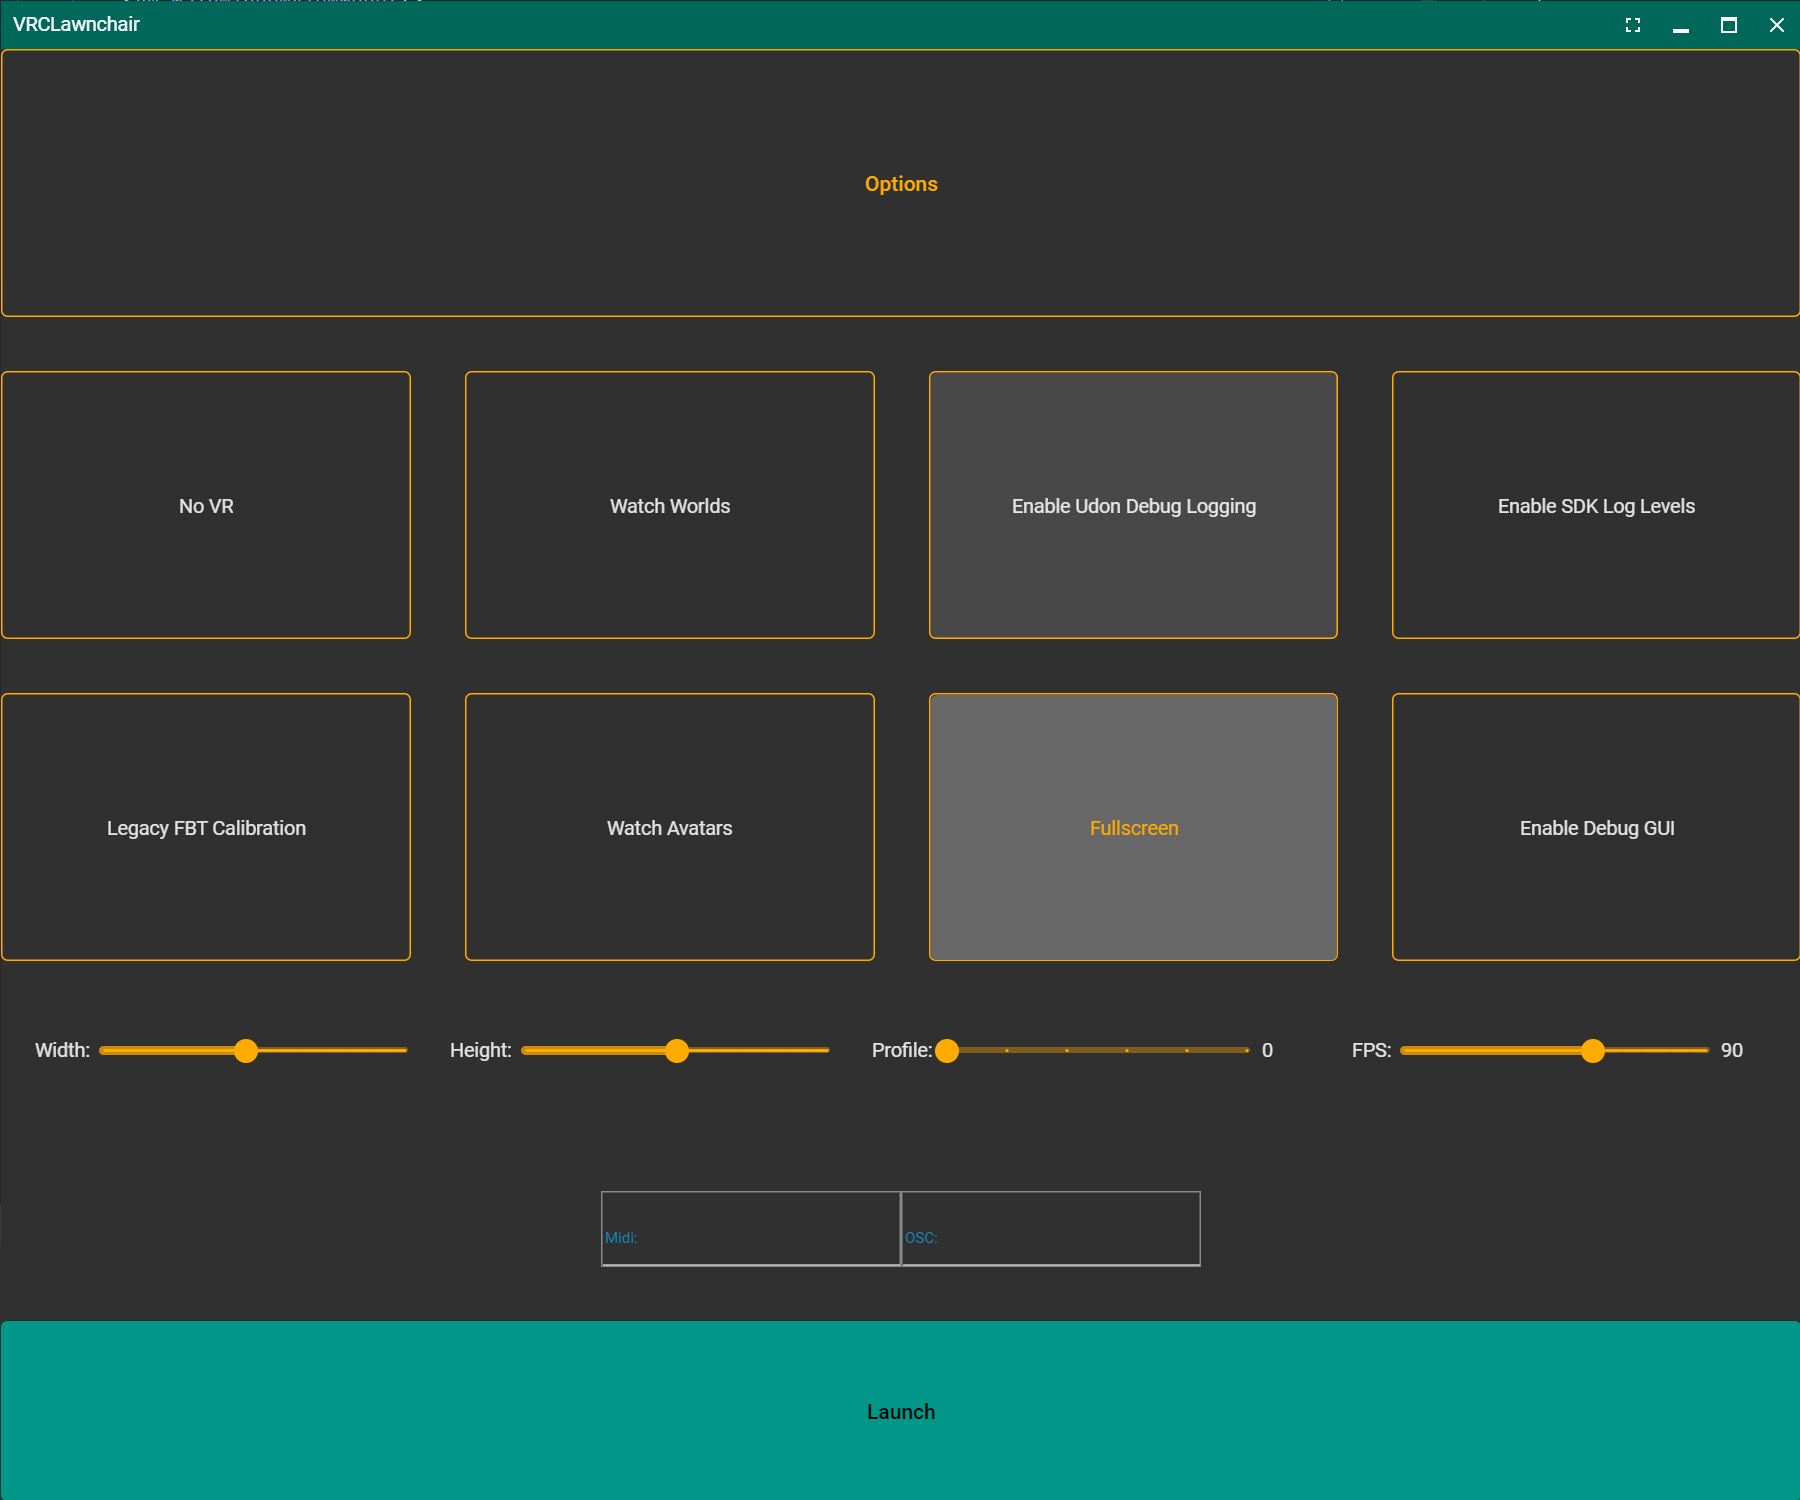 VRCLawnchair
Options
No VR
Watch Worlds
Enable Udon Debug Logging
Enable SDK Log Levels
Legacy FBT Calibration
Watch Avatars
Fullscreen
Enable Debug GUI
Width:
Height:
Profile: 0
FPS: 90
Midi:
OSC:
Launch